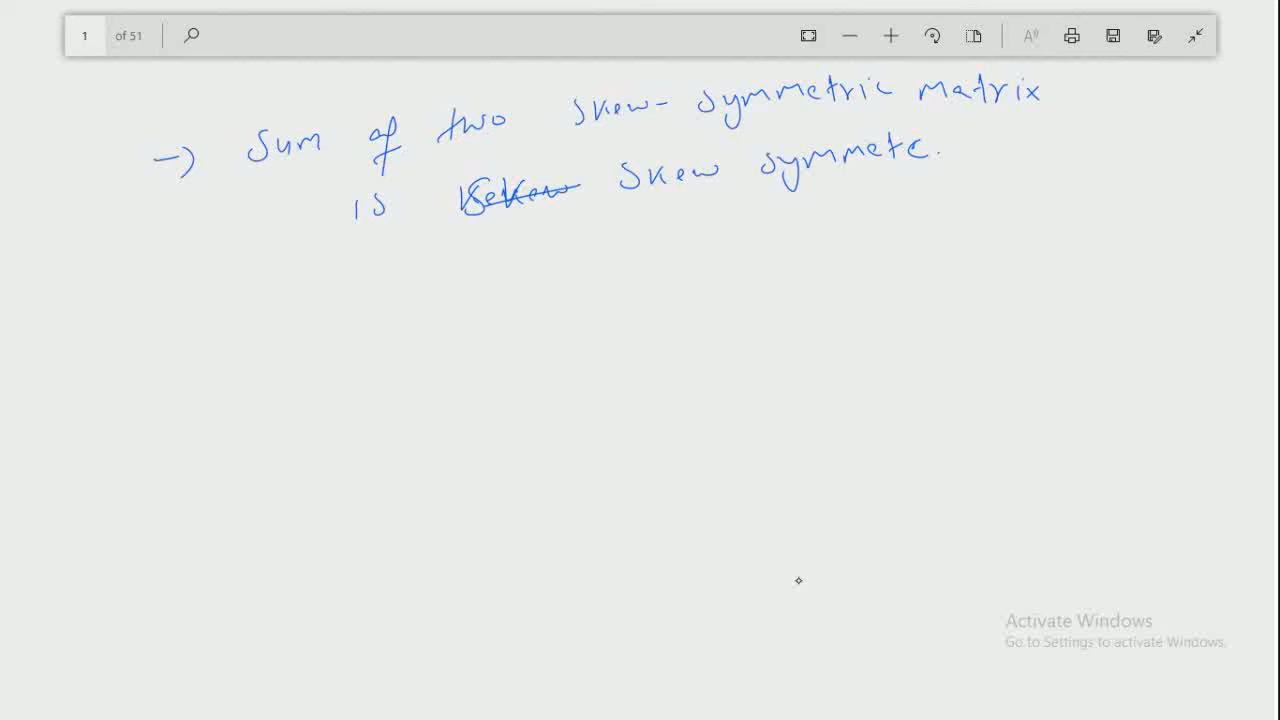 1 of 51
→ Sum of two skew-symmetric matrix
is skew symmetc.
Activate Windows
Go to Settings to activate Windows.